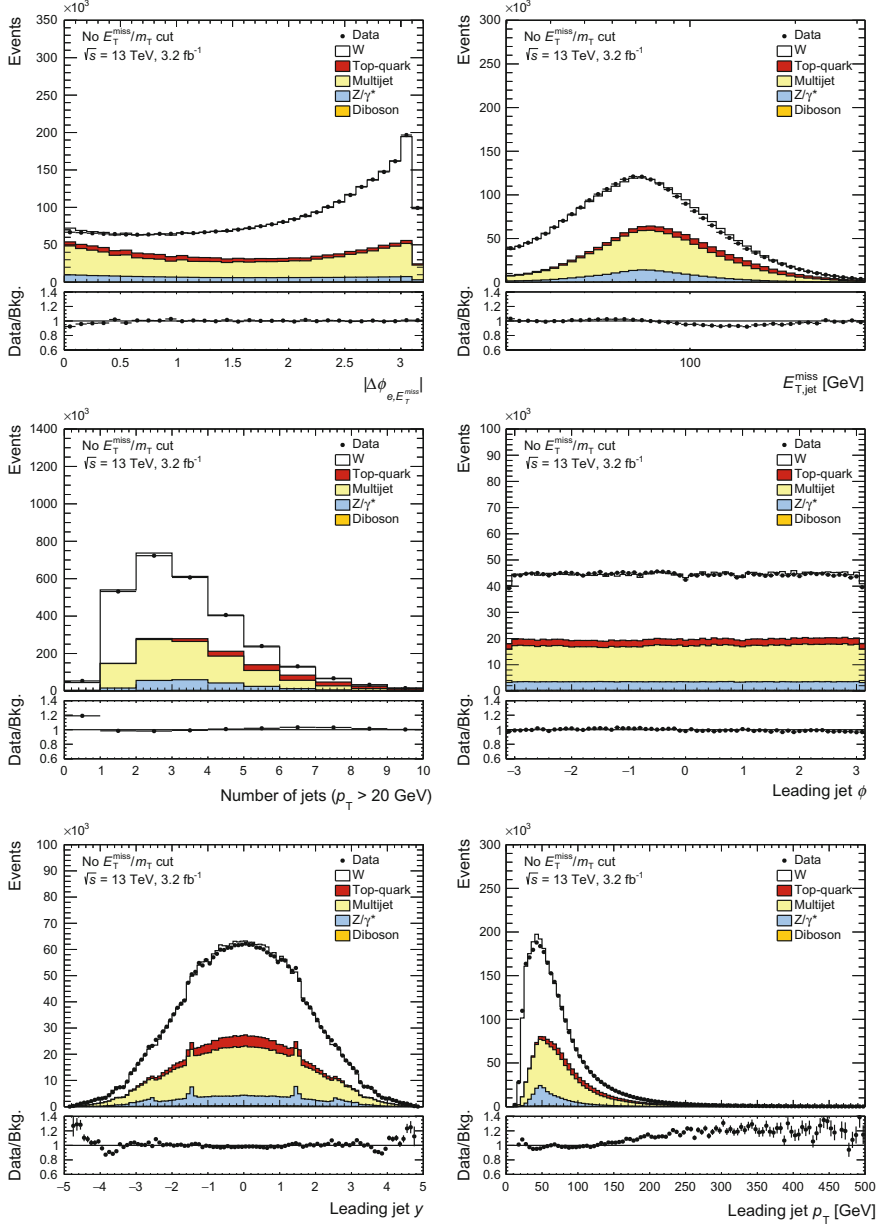 ×10³
Events
350
300
250
200
150
100
50
0
No E_T^miss/m_T cut
√s = 13 TeV, 3.2 fb⁻¹
Data
W
Top-quark
Multijet
Z/γ*
Diboson
Data/Bkg.
1.4
1.2
1
0.8
0.6
0 0.5 1 1.5 2 2.5 3
|Δϕ_{e,E_T^miss}|
×10³
Events
300
250
200
150
100
50
0
No E_T^miss/m_T cut
√s = 13 TeV, 3.2 fb⁻¹
Data
W
Top-quark
Multijet
Z/γ*
Diboson
Data/Bkg.
1.4
1.2
1
0.8
0.6
100
E_{T,jet}^miss [GeV]
×10³
Events
1400
1200
1000
800
600
400
200
0
No E_T^miss/m_T cut
√s = 13 TeV, 3.2 fb⁻¹
Data
W
Top-quark
Multijet
Z/γ*
Diboson
Data/Bkg.
1.4
1.2
1
0.8
0.6
0 1 2 3 4 5 6 7 8 9 10
Number of jets (p_T > 20 GeV)
×10³
Events
100
90
80
70
60
50
40
30
20
10
0
No E_T^miss/m_T cut
√s = 13 TeV, 3.2 fb⁻¹
Data
W
Top-quark
Multijet
Z/γ*
Diboson
Data/Bkg.
1.4
1.2
1
0.8
0.6
−3 −2 −1 0 1 2 3
Leading jet ϕ
×10³
Events
100
90
80
70
60
50
40
30
20
10
0
No E_T^miss/m_T cut
√s = 13 TeV, 3.2 fb⁻¹
Data
W
Top-quark
Multijet
Z/γ*
Diboson
Data/Bkg.
1.4
1.2
1
0.8
0.6
−5 −4 −3 −2 −1 0 1 2 3 4 5
Leading jet y
×10³
Events
300
250
200
150
100
50
0
No E_T^miss/m_T cut
√s = 13 TeV, 3.2 fb⁻¹
Data
W
Top-quark
Multijet
Z/γ*
Diboson
Data/Bkg.
1.4
1.2
1
0.8
0.6
0 50 100 150 200 250 300 350 400 450 500
Leading jet p_T [GeV]